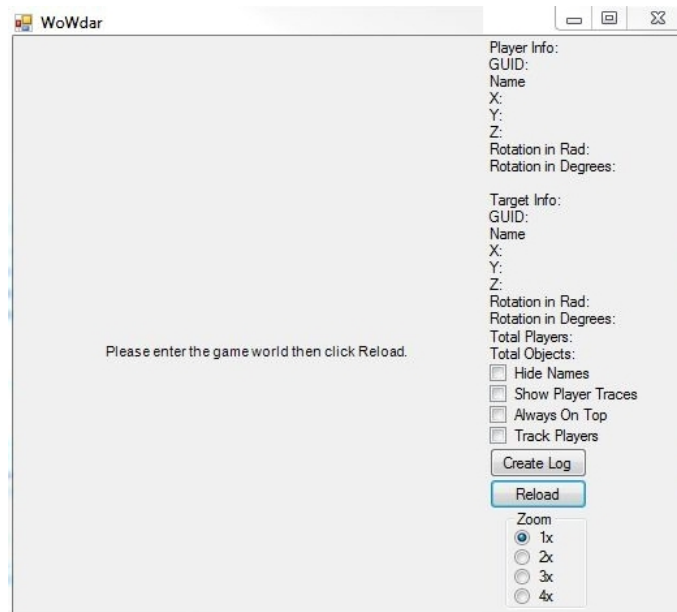 WoWdar
Player Info:
GUID:
Name
X:
Y:
Z:
Rotation in Rad:
Rotation in Degrees:
Target Info:
GUID:
Name
X:
Y:
Z:
Rotation in Rad:
Rotation in Degrees:
Total Players:
Total Objects:
Please enter the game world then click Reload.
Hide Names
Show Player Traces
Always On Top
Track Players
Create Log
Reload
Zoom
1x
2x
3x
4x